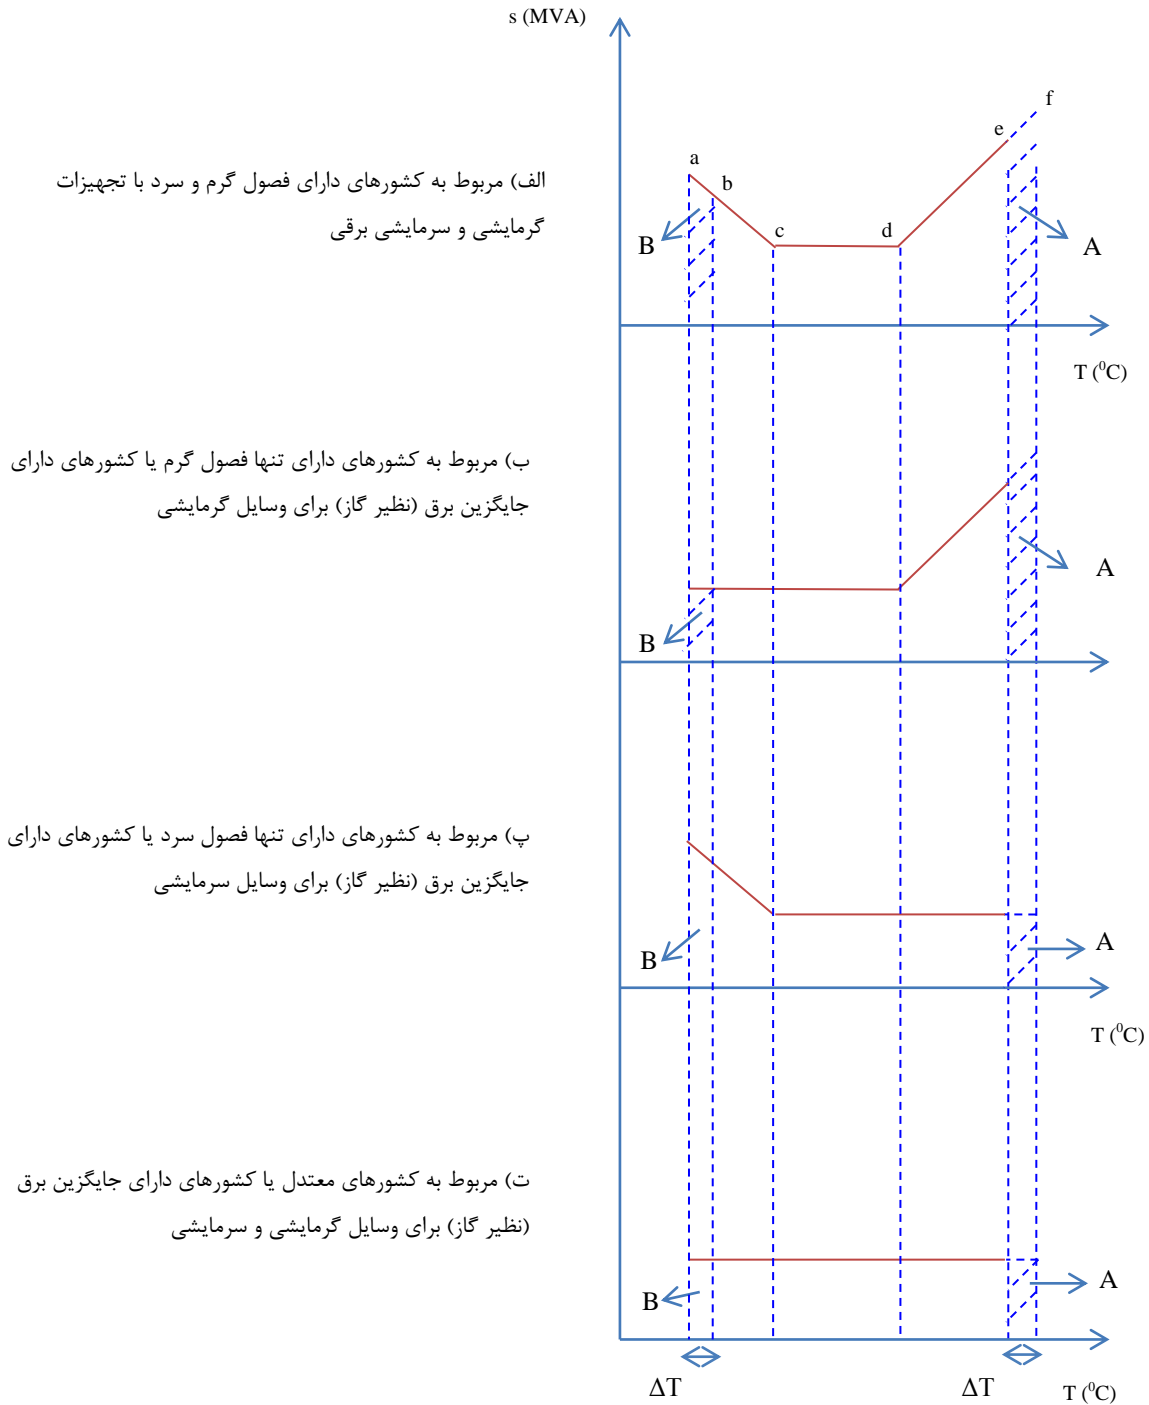 s (MVA)
f
e
a
الف) مربوط به کشورهای دارای فصول گرم و سرد با تجهیزات
b
گرمایشی و سرمایشی برقی
c
d
B
A
T (⁰C)
ب) مربوط به کشورهای دارای تنها فصول گرم یا کشورهای دارای
جایگزین برق (نظیر گاز) برای وسایل گرمایشی
A
B
پ) مربوط به کشورهای دارای تنها فصول سرد یا کشورهای دارای
جایگزین برق (نظیر گاز) برای وسایل سرمایشی
A
B
T (⁰C)
ت) مربوط به کشورهای معتدل یا کشورهای دارای جایگزین برق
(نظیر گاز) برای وسایل گرمایشی و سرمایشی
A
B
ΔT
ΔT
T (⁰C)